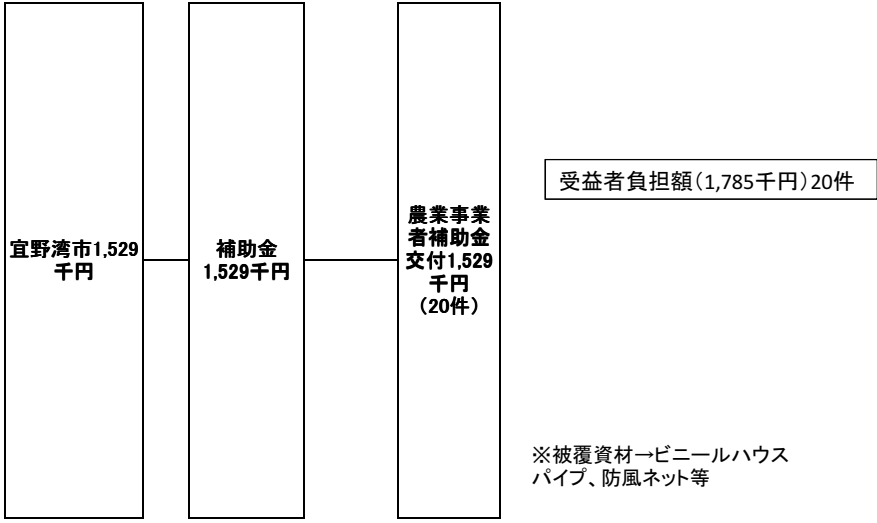 宜野湾市1,529
千円
補助金
1,529千円
農業事業
者補助金
交付1,529
千円
（20件）
受益者負担額（1,785千円）20件
※被覆資材→ビニールハウス
パイプ、防風ネット等